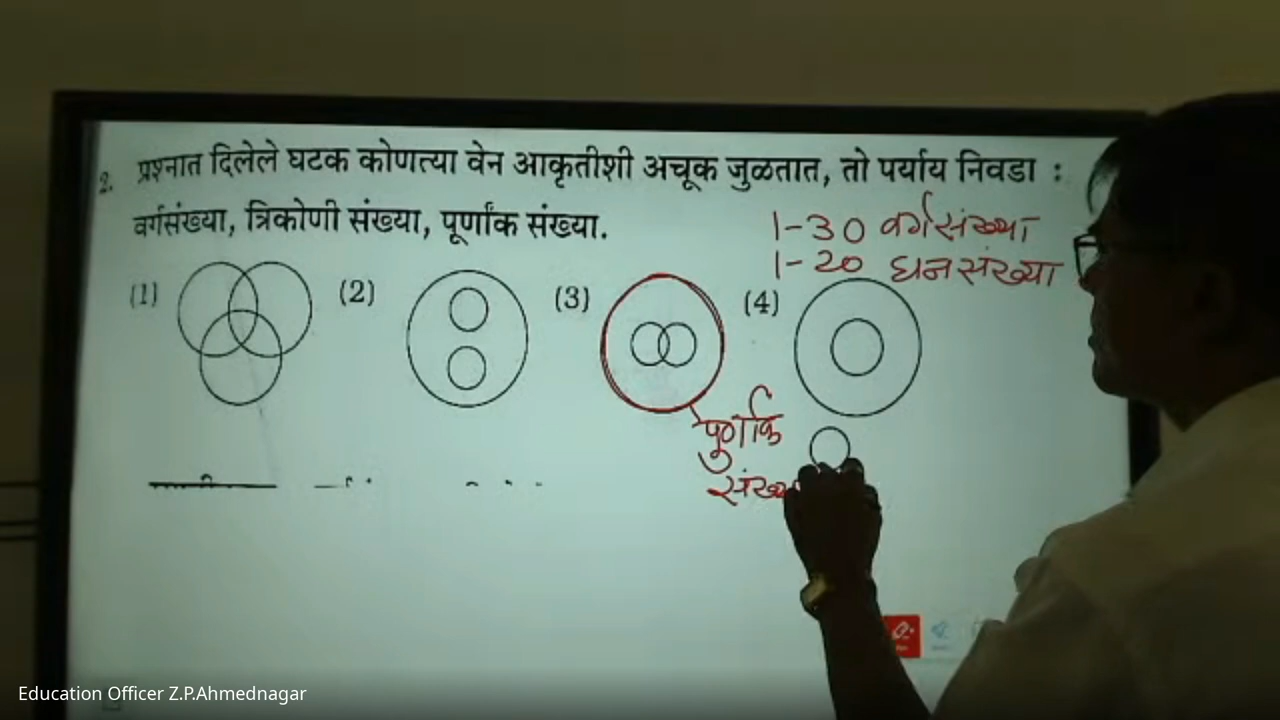 2. प्रश्नात दिलेले घटक कोणत्या वेन आकृतीशी अचूक जुळतात, तो पर्याय निवडा :
वर्गसंख्या, त्रिकोणी संख्या, पूर्णांक संख्या.
1-30 वर्गसंख्या
1-20 घनसंख्या
(1) (2) (3) (4)
पुर्णांक
संख्या
Education Officer Z.P.Ahmednagar